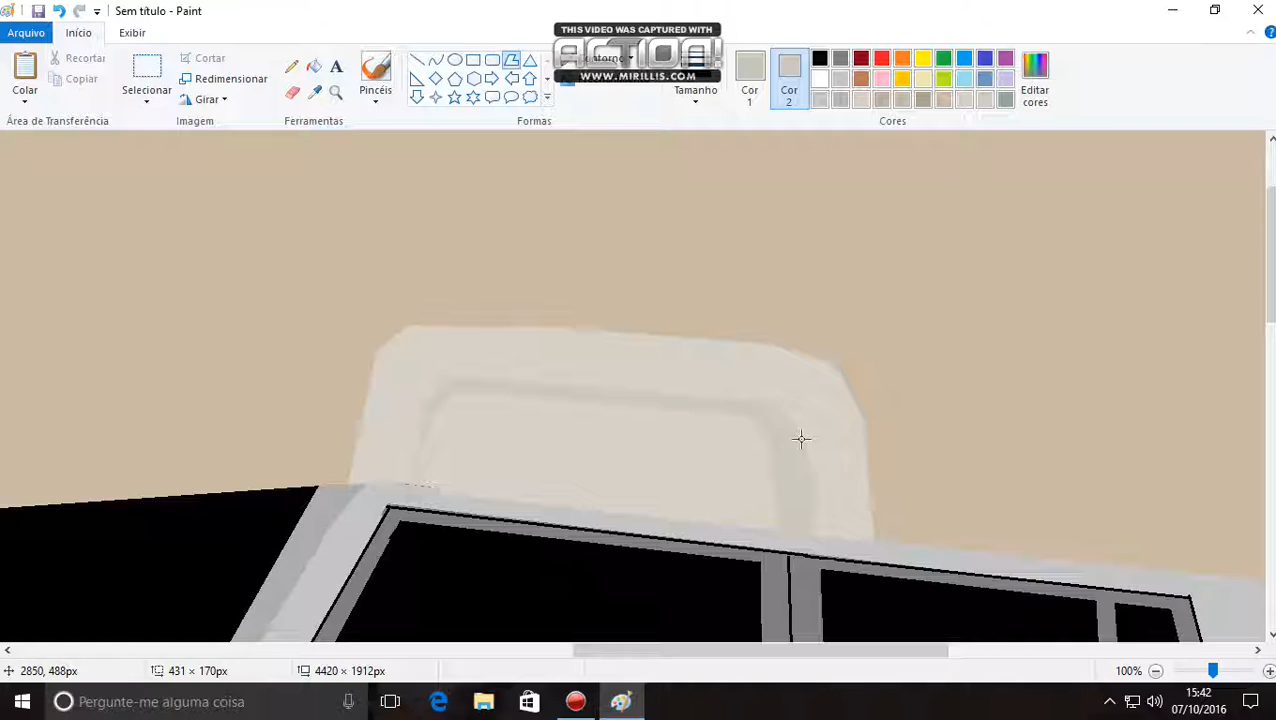 Sem título - Paint
THIS VIDEO WAS CAPTURED WITH
ACTION!
WWW.MIRILLIS.COM
Arquivo
Início
Exibir
Colar
Recortar
Copiar
Área de Transferência
Selecionar
Cortar
Redimensionar
Girar
Imagem
A
Ferramentas
Pincéis
Contorno
Formas
Tamanho
Cor
1
Cor
2
Cores
Editar
cores
2850, 488px
431 × 170px
4420 × 1912px
100%
Pergunte-me alguma coisa
15:42
07/10/2016